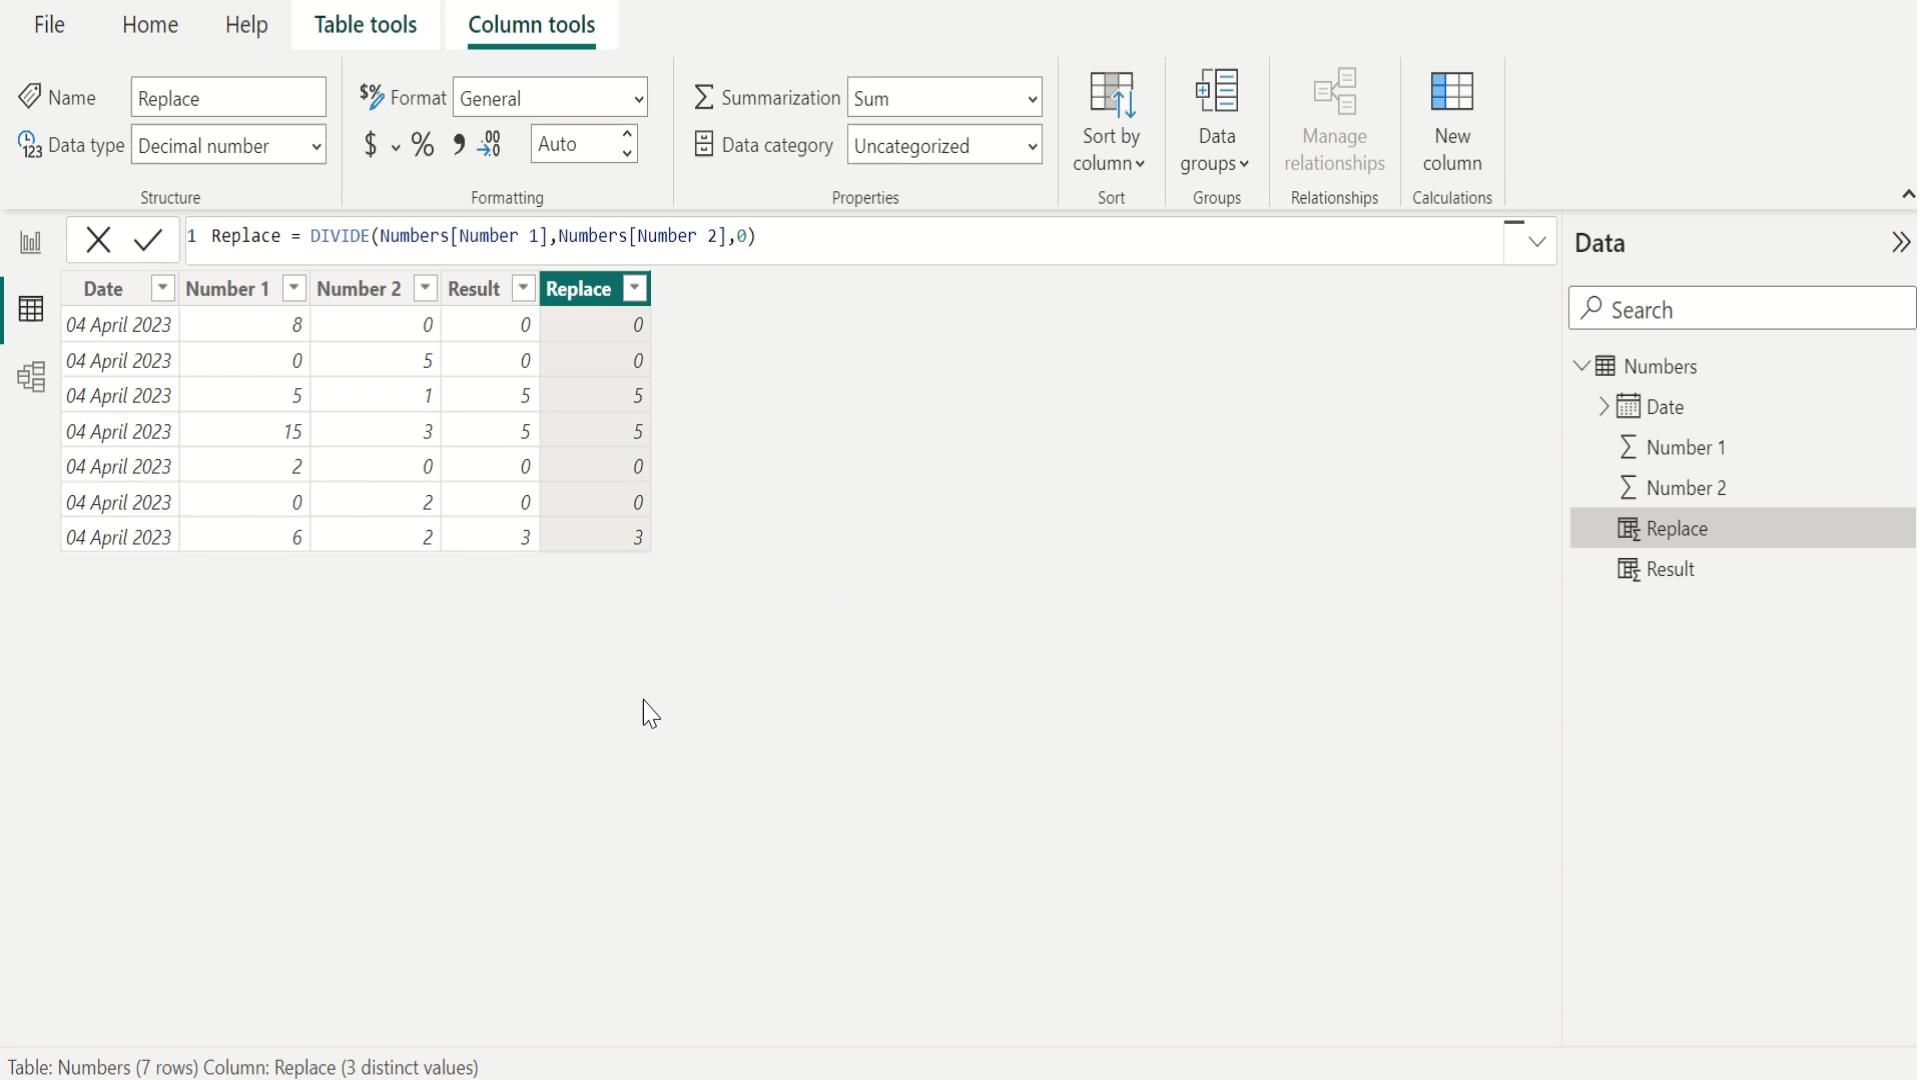 File Home Help Table tools Column tools
Name Replace
Data type Decimal number
Structure
$% Format General
$ % , .00 →.0 Auto
Formatting
Summarization Sum
Data category Uncategorized
Properties
Sort by
column
Sort
Data
groups
Groups
Manage
relationships
Relationships
New
column
Calculations
1 Replace = DIVIDE(Numbers[Number 1],Numbers[Number 2],0)
Date Number 1 Number 2 Result Replace
04 April 2023 8 0 0 0
04 April 2023 0 5 0 0
04 April 2023 5 1 5 5
04 April 2023 15 3 5 5
04 April 2023 2 0 0 0
04 April 2023 0 2 0 0
04 April 2023 6 2 3 3
Data
Search
Numbers
Date
Number 1
Number 2
Replace
Result
Table: Numbers (7 rows) Column: Replace (3 distinct values)